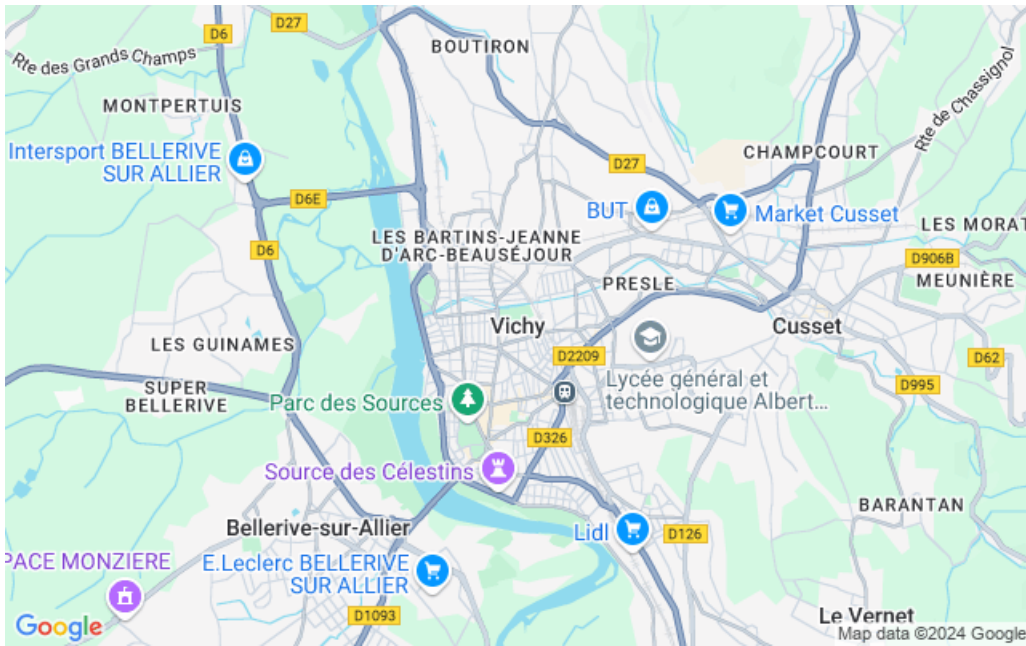 D6
D27
BOUTIRON
Rte des Grands Champs
MONTPERTUIS
Rte de Chassignol
Intersport BELLERIVE
SUR ALLIER
D27
CHAMPCOURT
D6E
BUT
Market Cusset
LES MORAT
D6
LES BARTINS-JEANNE
D'ARC-BEAUSÉJOUR
D906B
PRESLE
MEUNIÈRE
Vichy
Cusset
LES GUINAMES
D2209
D62
SUPER
BELLERIVE
Parc des Sources
Lycée général et
technologique Albert...
D995
D326
Source des Célestins
BARANTAN
Bellerive-sur-Allier
Lidl
D126
PACE MONZIERE
E.Leclerc BELLERIVE
SUR ALLIER
D1093
Le Vernet
Google
Map data ©2024 Google